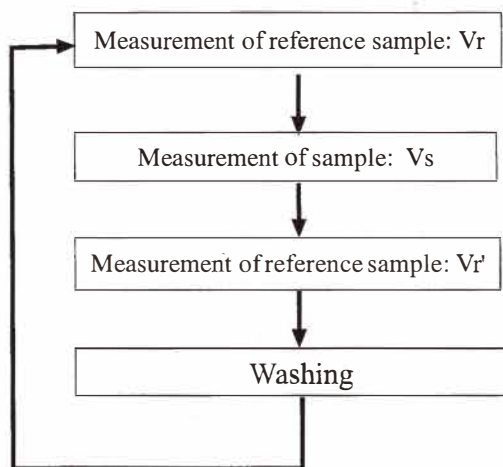 Measurement of reference sample: Vr
Measurement of sample: Vs
Measurement of reference sample: Vr'
Washing